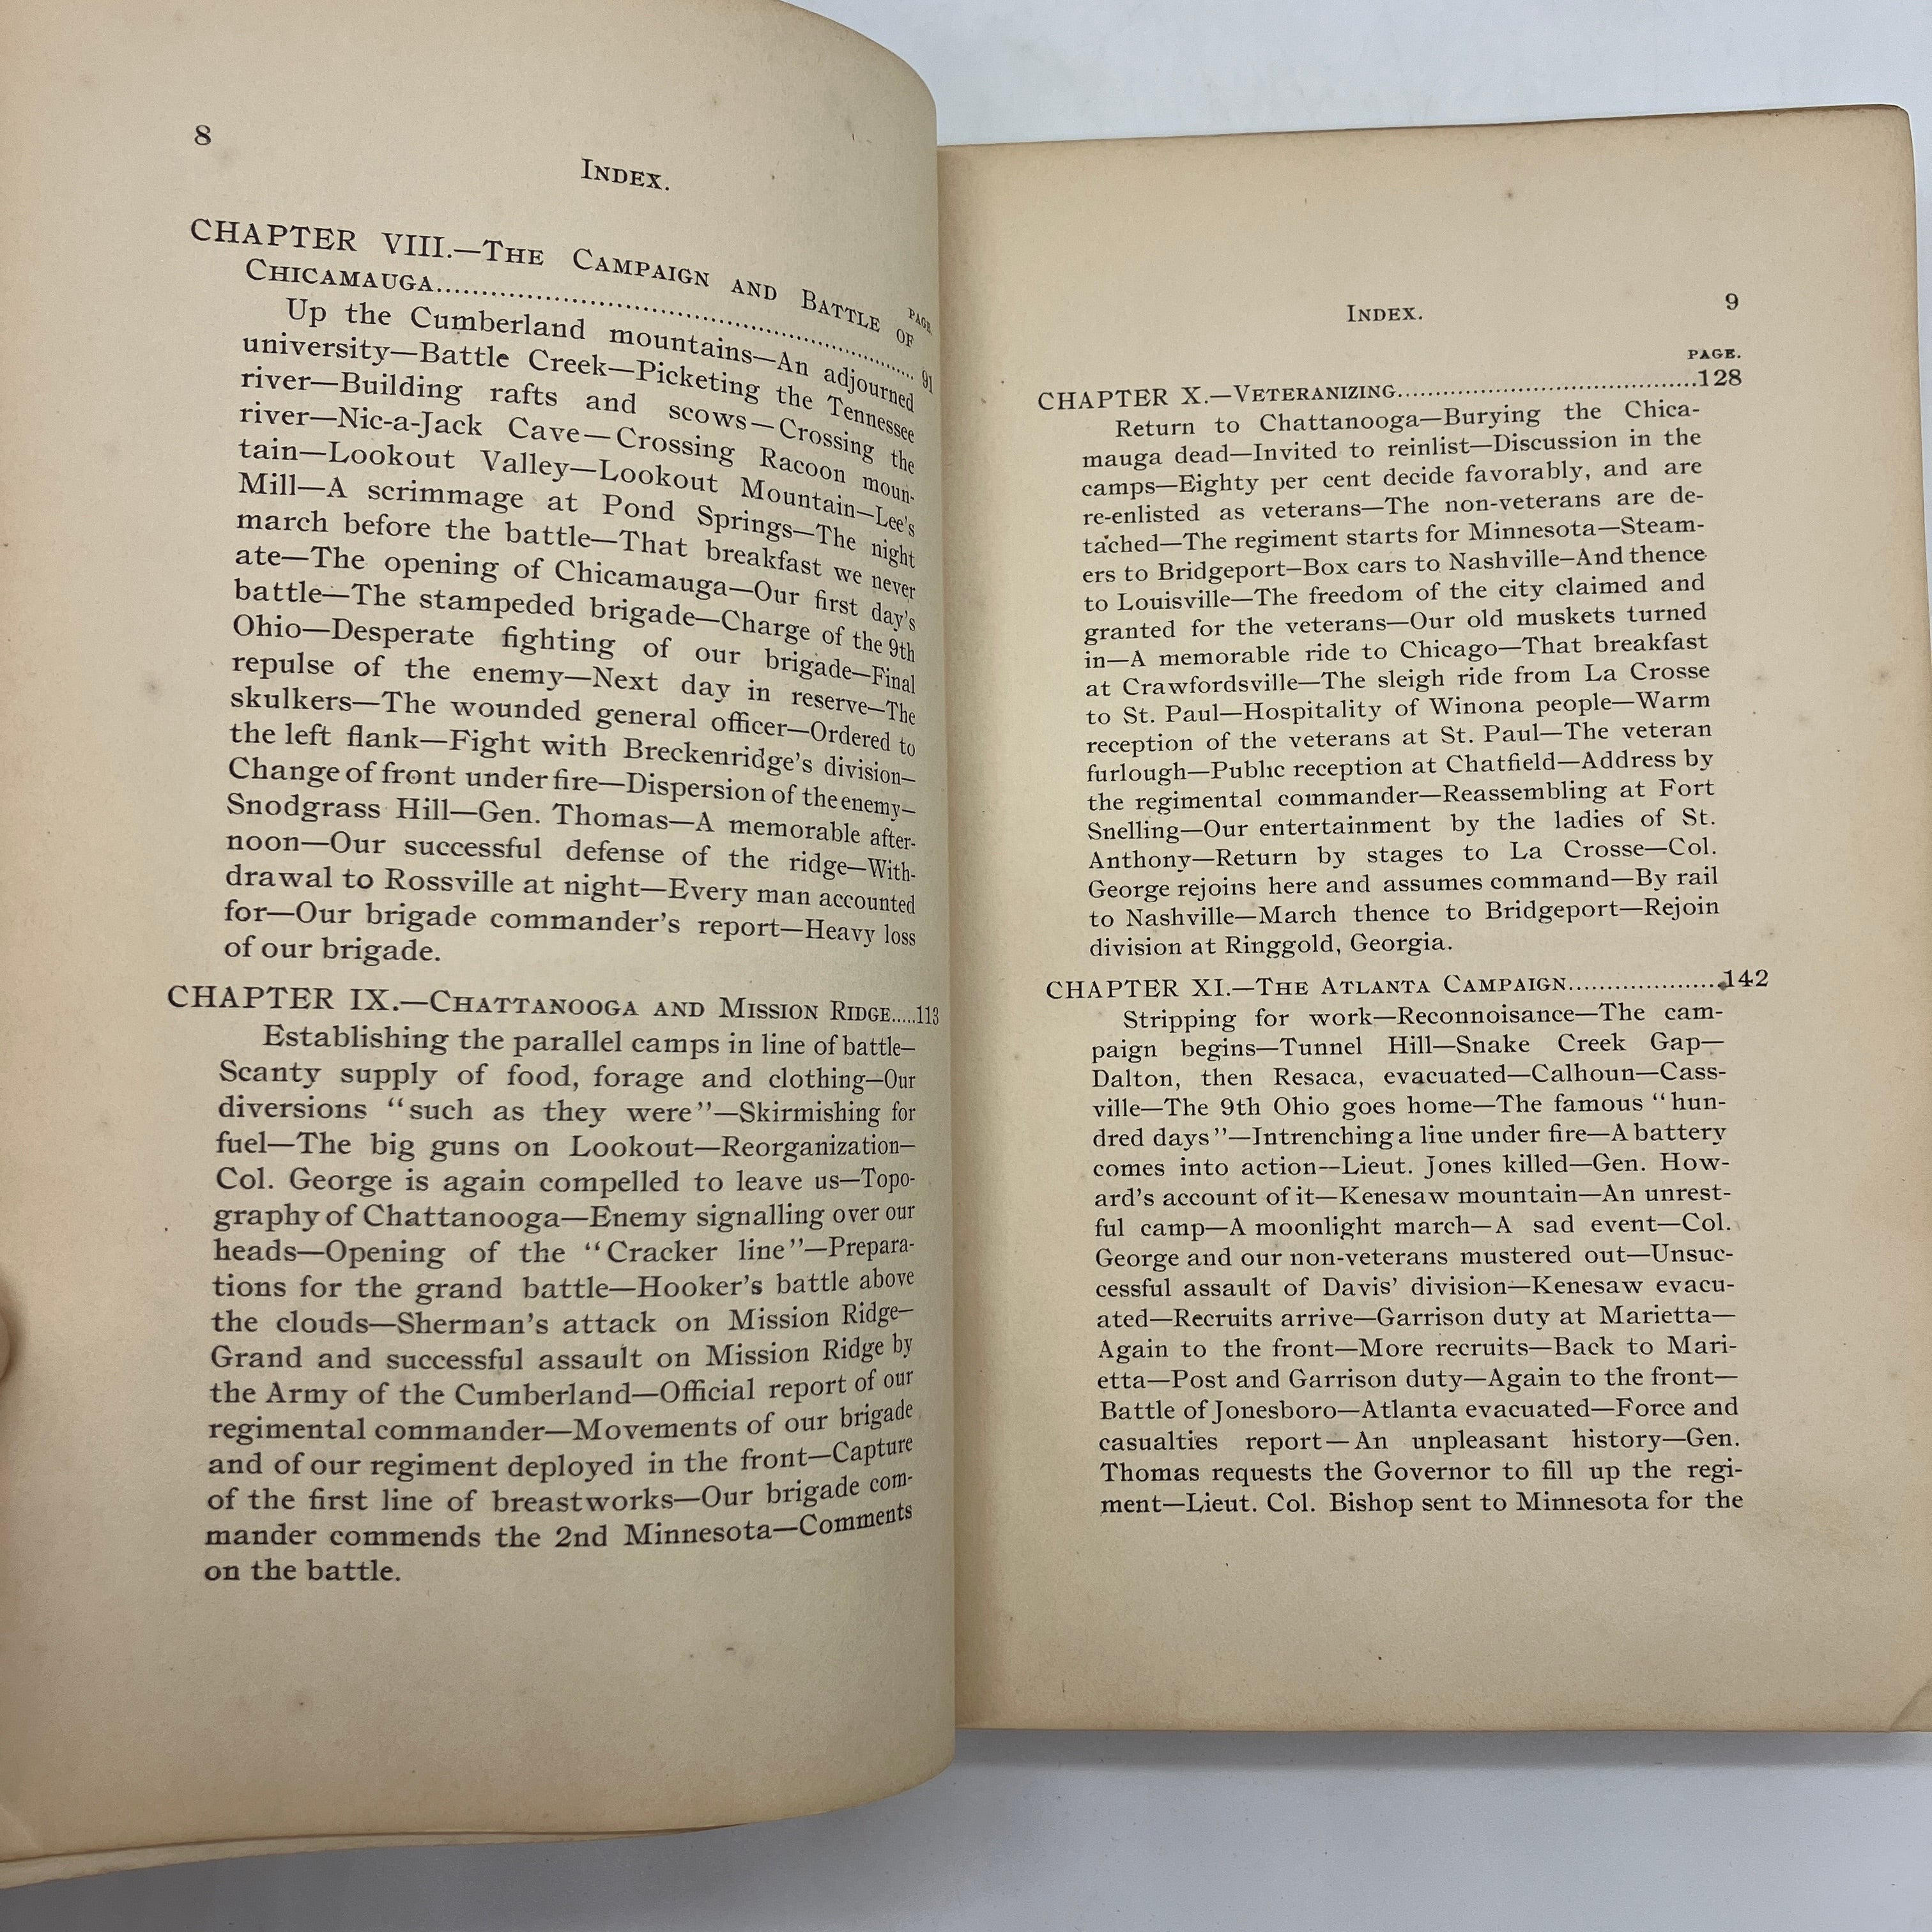 8
INDEX.
PAGE.
CHAPTER VIII.—THE CAMPAIGN AND BATTLE OF
CHICAMAUGA.......................................................... 91
Up the Cumberland mountains—An adjourned
university—Battle Creek—Picketing the Tennessee
river—Building rafts and scows—Crossing the
river—Nic-a-Jack Cave—Crossing Racoon moun-
tain—Lookout Valley—Lookout Mountain—Lee's
Mill—A scrimmage at Pond Springs—The night
march before the battle—That breakfast we never
ate—The opening of Chicamauga—Our first day's
battle—The stampeded brigade—Charge of the 9th
Ohio—Desperate fighting of our brigade—Final
repulse of the enemy—Next day in reserve—The
skulkers—The wounded general officer—Ordered to
the left flank—Fight with Breckenridge's division—
Change of front under fire—Dispersion of the enemy—
Snodgrass Hill—Gen. Thomas—A memorable after-
noon—Our successful defense of the ridge—With-
drawal to Rossville at night—Every man accounted
for—Our brigade commander's report—Heavy loss
of our brigade.
CHAPTER IX.—CHATTANOOGA AND MISSION RIDGE.....113
Establishing the parallel camps in line of battle—
Scanty supply of food, forage and clothing—Our
diversions "such as they were"—Skirmishing for
fuel—The big guns on Lookout—Reorganization—
Col. George is again compelled to leave us—Topo-
graphy of Chattanooga—Enemy signalling over our
heads—Opening of the "Cracker line"—Prepara-
tions for the grand battle—Hooker's battle above
the clouds—Sherman's attack on Mission Ridge—
Grand and successful assault on Mission Ridge by
the Army of the Cumberland—Official report of our
regimental commander—Movements of our brigade
and of our regiment deployed in the front—Capture
of the first line of breastworks—Our brigade com-
mander commends the 2nd Minnesota—Comments
on the battle.
INDEX.
9
PAGE.
CHAPTER X.—VETERANIZING......................................128
Return to Chattanooga—Burying the Chica-
mauga dead—Invited to reinlist—Discussion in the
camps—Eighty per cent decide favorably, and are
re-enlisted as veterans—The non-veterans are de-
tached—The regiment starts for Minnesota—Steam-
ers to Bridgeport—Box cars to Nashville—And thence
to Louisville—The freedom of the city claimed and
granted for the veterans—Our old muskets turned
in—A memorable ride to Chicago—That breakfast
at Crawfordsville—The sleigh ride from La Crosse
to St. Paul—Hospitality of Winona people—Warm
reception of the veterans at St. Paul—The veteran
furlough—Public reception at Chatfield—Address by
the regimental commander—Reassembling at Fort
Snelling—Our entertainment by the ladies of St.
Anthony—Return by stages to La Crosse—Col.
George rejoins here and assumes command—By rail
to Nashville—March thence to Bridgeport—Rejoin
division at Ringgold, Georgia.
CHAPTER XI.—THE ATLANTA CAMPAIGN....................142
Stripping for work—Reconnoisance—The cam-
paign begins—Tunnel Hill—Snake Creek Gap—
Dalton, then Resaca, evacuated—Calhoun—Cass-
ville—The 9th Ohio goes home—The famous "hun-
dred days"—Intrenching a line under fire—A battery
comes into action--Lieut. Jones killed—Gen. How-
ard's account of it—Kenesaw mountain—An unrest-
ful camp—A moonlight march—A sad event—Col.
George and our non-veterans mustered out—Unsuc-
cessful assault of Davis' division—Kenesaw evacu-
ated—Recruits arrive—Garrison duty at Marietta—
Again to the front—More recruits—Back to Mari-
etta—Post and Garrison duty—Again to the front—
Battle of Jonesboro—Atlanta evacuated—Force and
casualties report—An unpleasant history—Gen.
Thomas requests the Governor to fill up the regi-
ment—Lieut. Col. Bishop sent to Minnesota for the